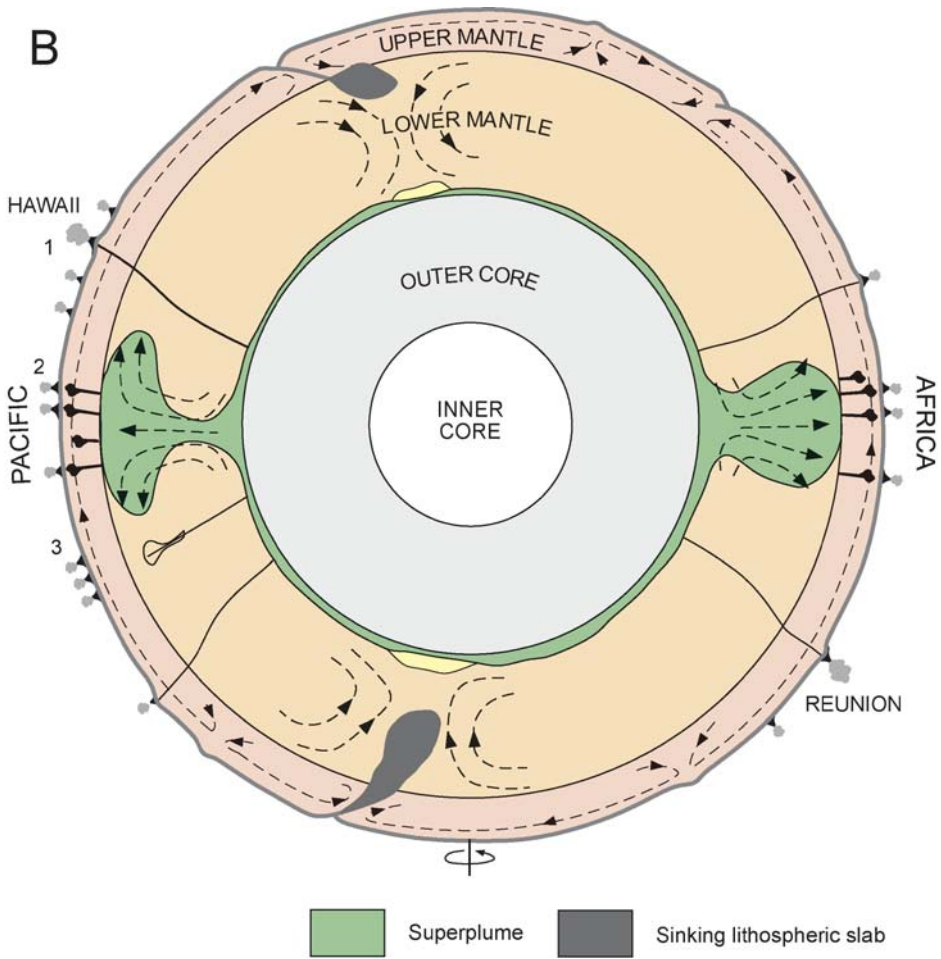 B
UPPER MANTLE
LOWER MANTLE
HAWAII
1
OUTER CORE
2
PACIFIC
INNER
CORE
AFRICA
3
REUNION
Superplume
Sinking lithospheric slab